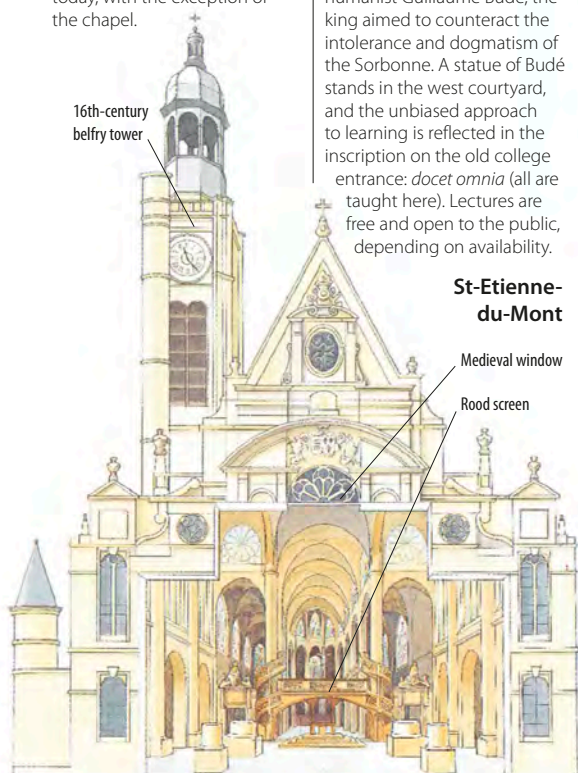 today, with the exception of
the chapel.
humanist Guillaume Budé, the
king aimed to counteract the
intolerance and dogmatism of
the Sorbonne. A statue of Budé
stands in the west courtyard,
and the unbiased approach
to learning is reflected in the
inscription on the old college
entrance: docet omnia (all are
taught here). Lectures are
free and open to the public,
depending on availability.
16th-century
belfry tower
St-Etienne-
du-Mont
Medieval window
Rood screen